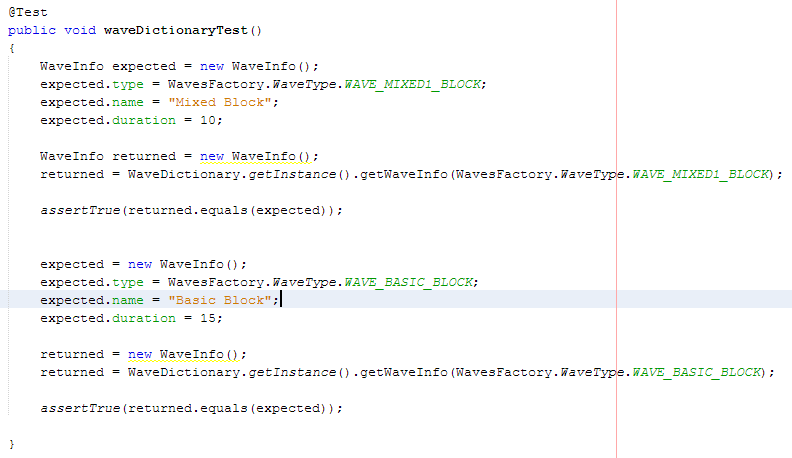 @Test
public void waveDictionaryTest()
{
WaveInfo expected = new WaveInfo();
expected.type = WavesFactory.WaveType.WAVE_MIXED1_BLOCK;
expected.name = "Mixed Block";
expected.duration = 10;
WaveInfo returned = new WaveInfo();
returned = WaveDictionary.getInstance().getWaveInfo(WavesFactory.WaveType.WAVE_MIXED1_BLOCK);
assertTrue(returned.equals(expected));
expected = new WaveInfo();
expected.type = WavesFactory.WaveType.WAVE_BASIC_BLOCK;
expected.name = "Basic Block";
expected.duration = 15;
returned = new WaveInfo();
returned = WaveDictionary.getInstance().getWaveInfo(WavesFactory.WaveType.WAVE_BASIC_BLOCK);
assertTrue(returned.equals(expected));
}